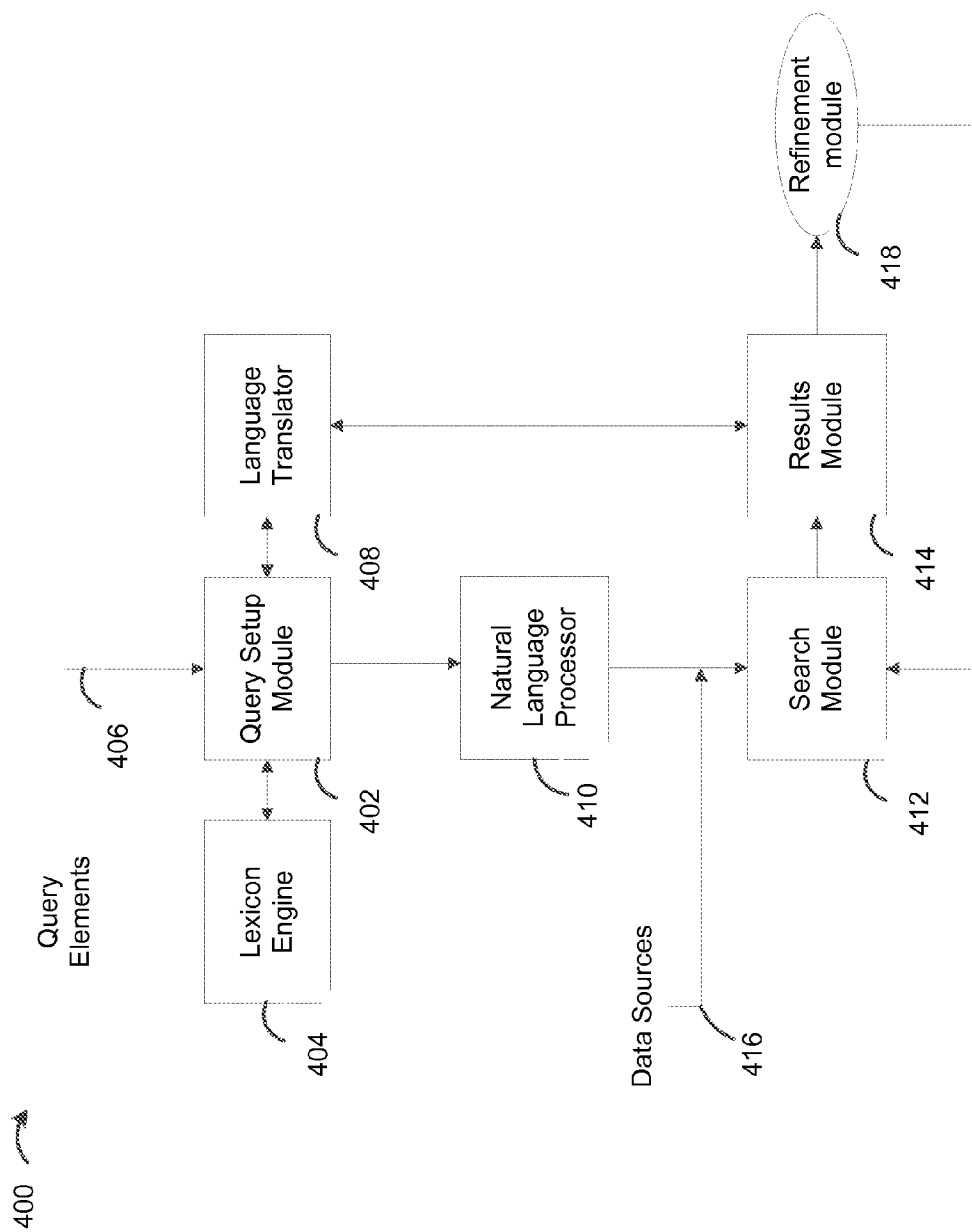 400
Query
Elements
406
Lexicon
Engine
Query Setup
Module
Language
Translator
404
402
408
Natural
Language
Processor
410
Data Sources
416
Search
Module
Results
Module
Refinement
module
418
412
414